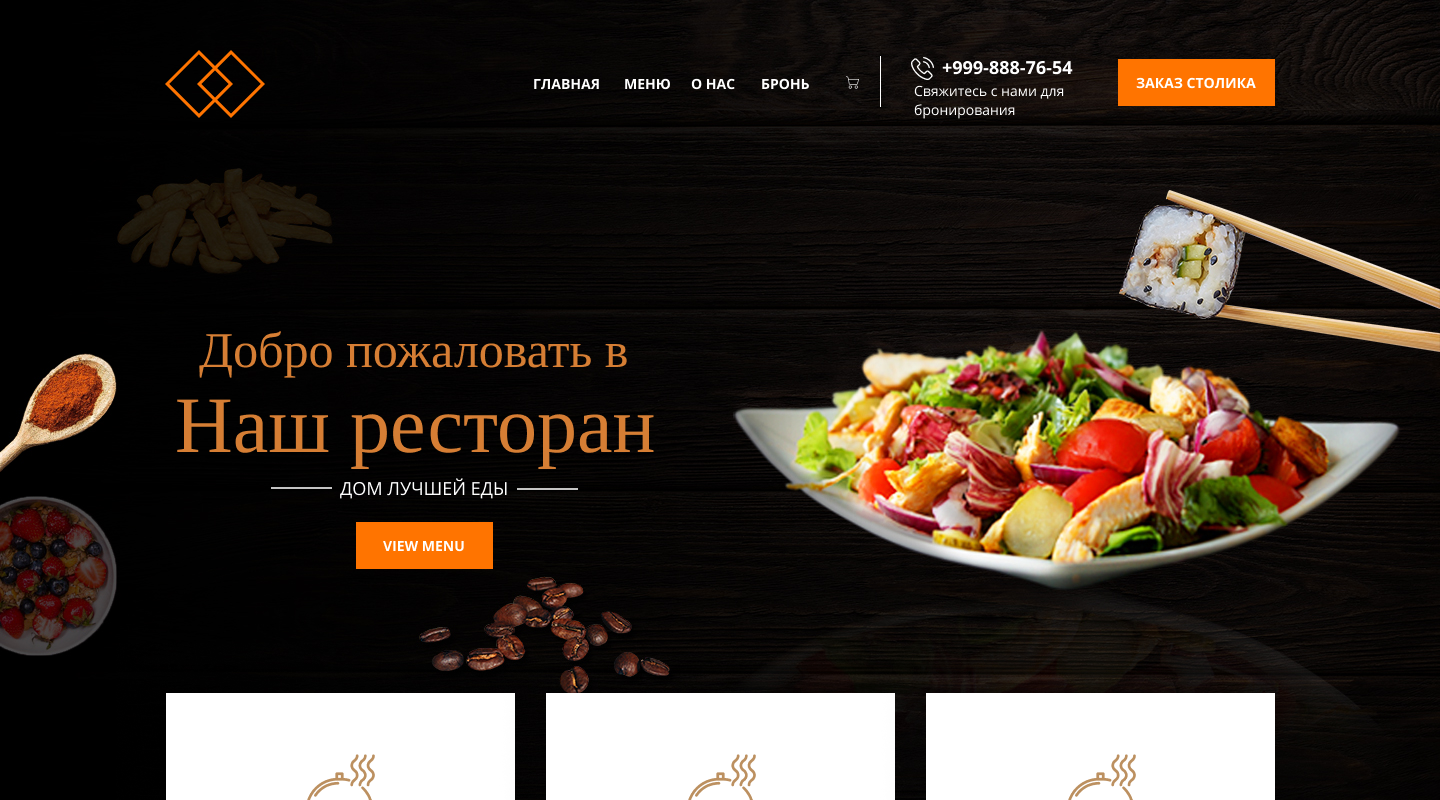 ГЛАВНАЯ МЕНЮ О НАС БРОНЬ
+999-888-76-54
Свяжитесь с нами для
бронирования
ЗАКАЗ СТОЛИКА
Добро пожаловать в
Наш ресторан
ДОМ ЛУЧШЕЙ ЕДЫ
VIEW MENU